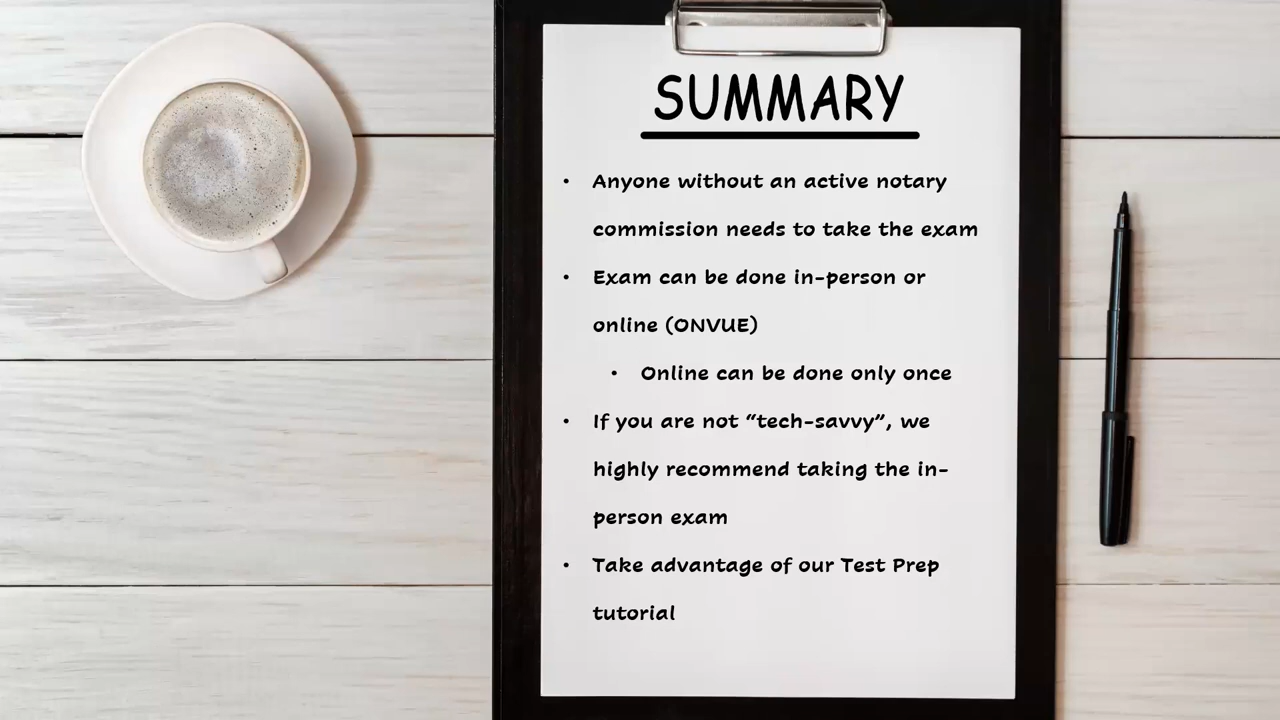 SUMMARY
• Anyone without an active notary
commission needs to take the exam
• Exam can be done in-person or
online (ONVUE)
• Online can be done only once
• If you are not “tech-savvy”, we
highly recommend taking the in-
person exam
• Take advantage of our Test Prep
tutorial